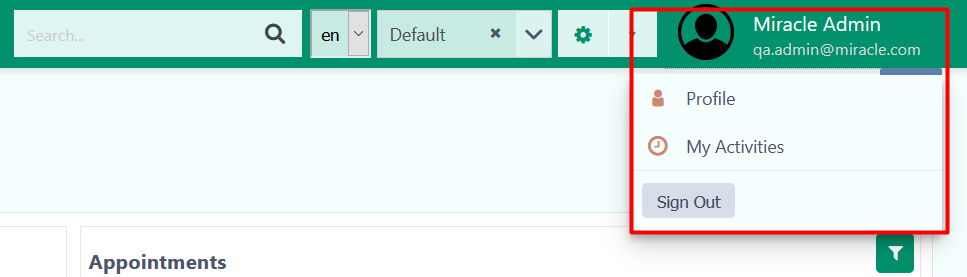 Search...
en
Default
Miracle Admin
qa.admin@miracle.com
Profile
My Activities
Sign Out
Appointments